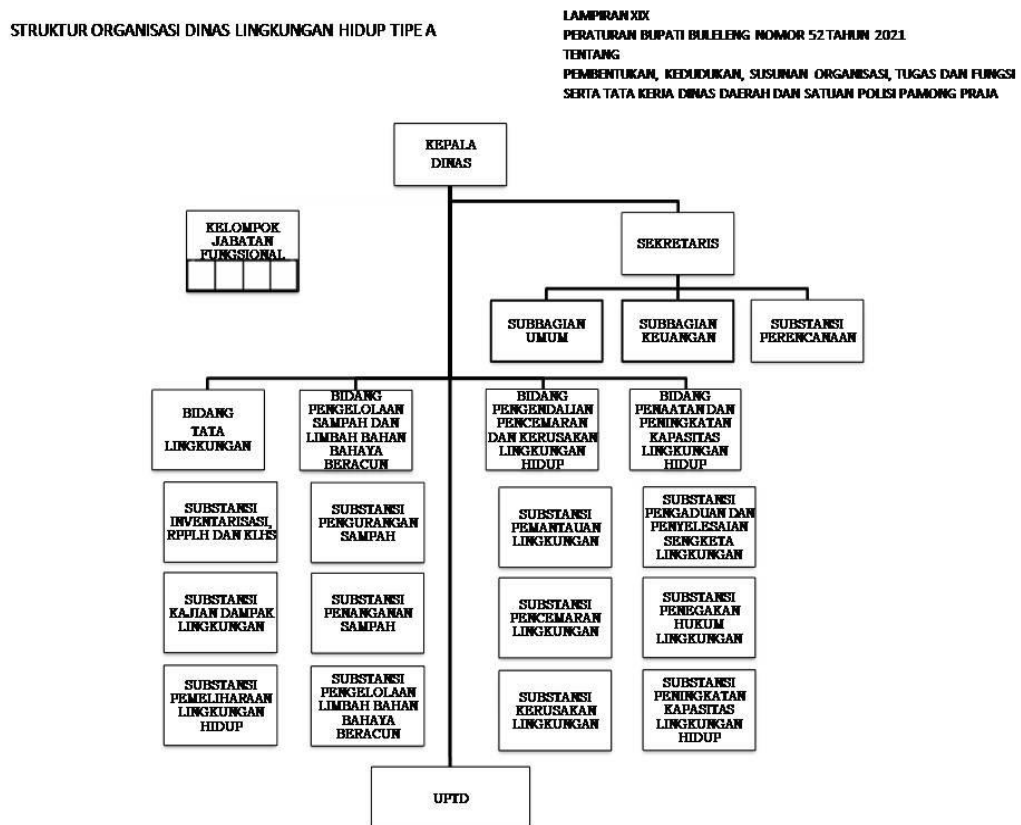 STRUKTUR ORGANISASI DINAS LINGKUNGAN HIDUP TIPE A
LAMPIRAN XIX
PERATURAN BUPATI BULELENG NOMOR 52 TAHUN 2021
TENTANG
PEMBENTUKAN, KEDUDUKAN, SUSUNAN ORGANISASI, TUGAS DAN FUNGSI
SERTA TATA KERJA DINAS DAERAH DAN SATUAN POLISI PAMONG PRAJA
KEPALA
DINAS
KELOMPOK
JABATAN
FUNGSIONAL
SEKRETARIS
SUBBAGIAN
UMUM
SUBBAGIAN
KEUANGAN
SUBSTANSI
PERENCANAAN
BIDANG
TATA
LINGKUNGAN
BIDANG
PENGELOLAAN
SAMPAH DAN
LIMBAH BAHAN
BAHAYA
BERACUN
BIDANG
PENGENDALIAN
PENCEMARAN
DAN KERUSAKAN
LINGKUNGAN
HIDUP
BIDANG
PENAATAN DAN
PENINGKATAN
KAPASITAS
LINGKUNGAN
HIDUP
SUBSTANSI
INVENTARISASI,
RPPLH DAN KLHS
SUBSTANSI
PENGURANGAN
SAMPAH
SUBSTANSI
PEMANTAUAN
LINGKUNGAN
SUBSTANSI
PENGADUAN DAN
PENYELESAIAN
SENGKETA
LINGKUNGAN
SUBSTANSI
KAJIAN DAMPAK
LINGKUNGAN
SUBSTANSI
PENANGANAN
SAMPAH
SUBSTANSI
PENCEMARAN
LINGKUNGAN
SUBSTANSI
PENEGAKAN
HUKUM
LINGKUNGAN
SUBSTANSI
PEMELIHARAAN
LINGKUNGAN
HIDUP
SUBSTANSI
PENGELOLAAN
LIMBAH BAHAN
BAHAYA
BERACUN
SUBSTANSI
KERUSAKAN
LINGKUNGAN
SUBSTANSI
PENINGKATAN
KAPASITAS
LINGKUNGAN
HIDUP
UPTD